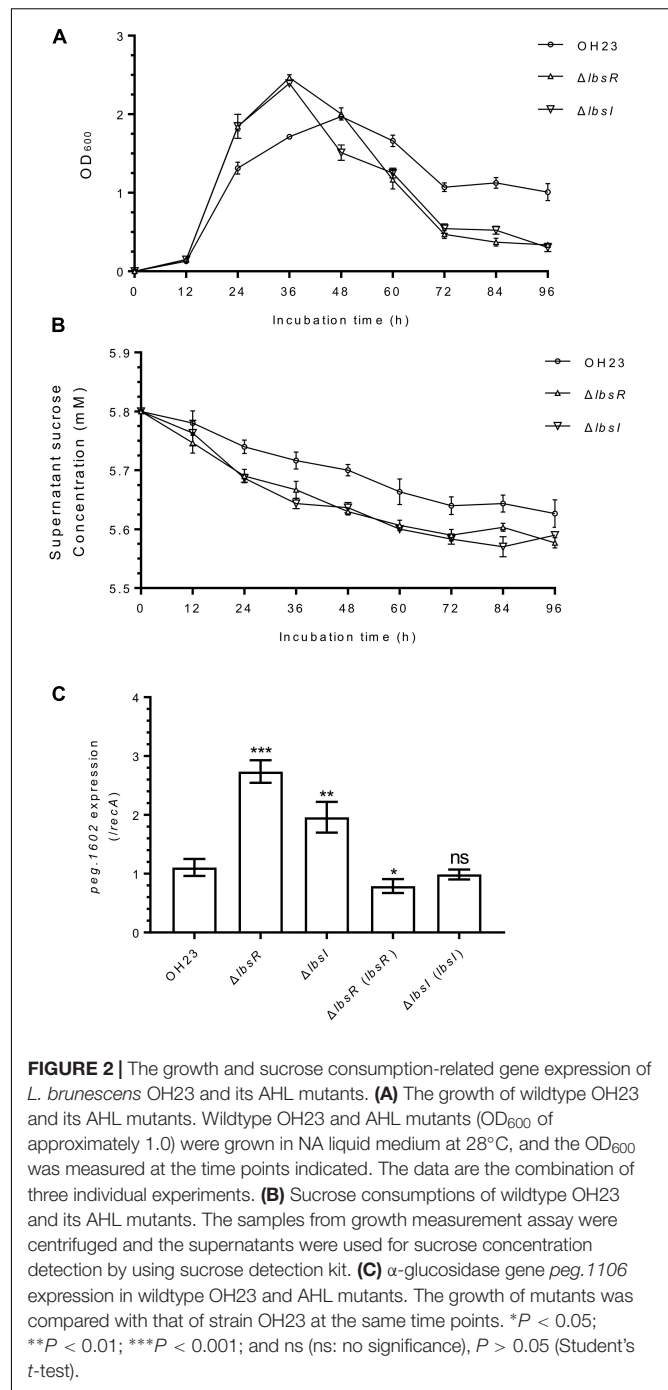 A
3
2
1
0
OD600
0 12 24 36 48 60 72 84 96
Incubation time (h)
OH23
ΔlbsR
ΔlbsI
B
5.9
5.8
5.7
5.6
5.5
Supernatant sucrose
Concentration (mM)
0 12 24 36 48 60 72 84 96
Incubation time (h)
OH23
ΔlbsR
ΔlbsI
C
4
3
2
1
0
peg.1602 expression
(/recA)
***
**
*
ns
OH23
ΔlbsR
ΔlbsI
ΔlbsR (lbsR)
ΔlbsI (lbsI)
FIGURE 2 | The growth and sucrose consumption-related gene expression of
L. brunescens OH23 and its AHL mutants. (A) The growth of wildtype OH23
and its AHL mutants. Wildtype OH23 and AHL mutants (OD600 of
approximately 1.0) were grown in NA liquid medium at 28°C, and the OD600
was measured at the time points indicated. The data are the combination of
three individual experiments. (B) Sucrose consumptions of wildtype OH23
and its AHL mutants. The samples from growth measurement assay were
centrifuged and the supernatants were used for sucrose concentration
detection by using sucrose detection kit. (C) α-glucosidase gene peg.1106
expression in wildtype OH23 and AHL mutants. The growth of mutants was
compared with that of strain OH23 at the same time points. *P < 0.05;
**P < 0.01; ***P < 0.001; and ns (ns: no significance), P > 0.05 (Student's
t-test).